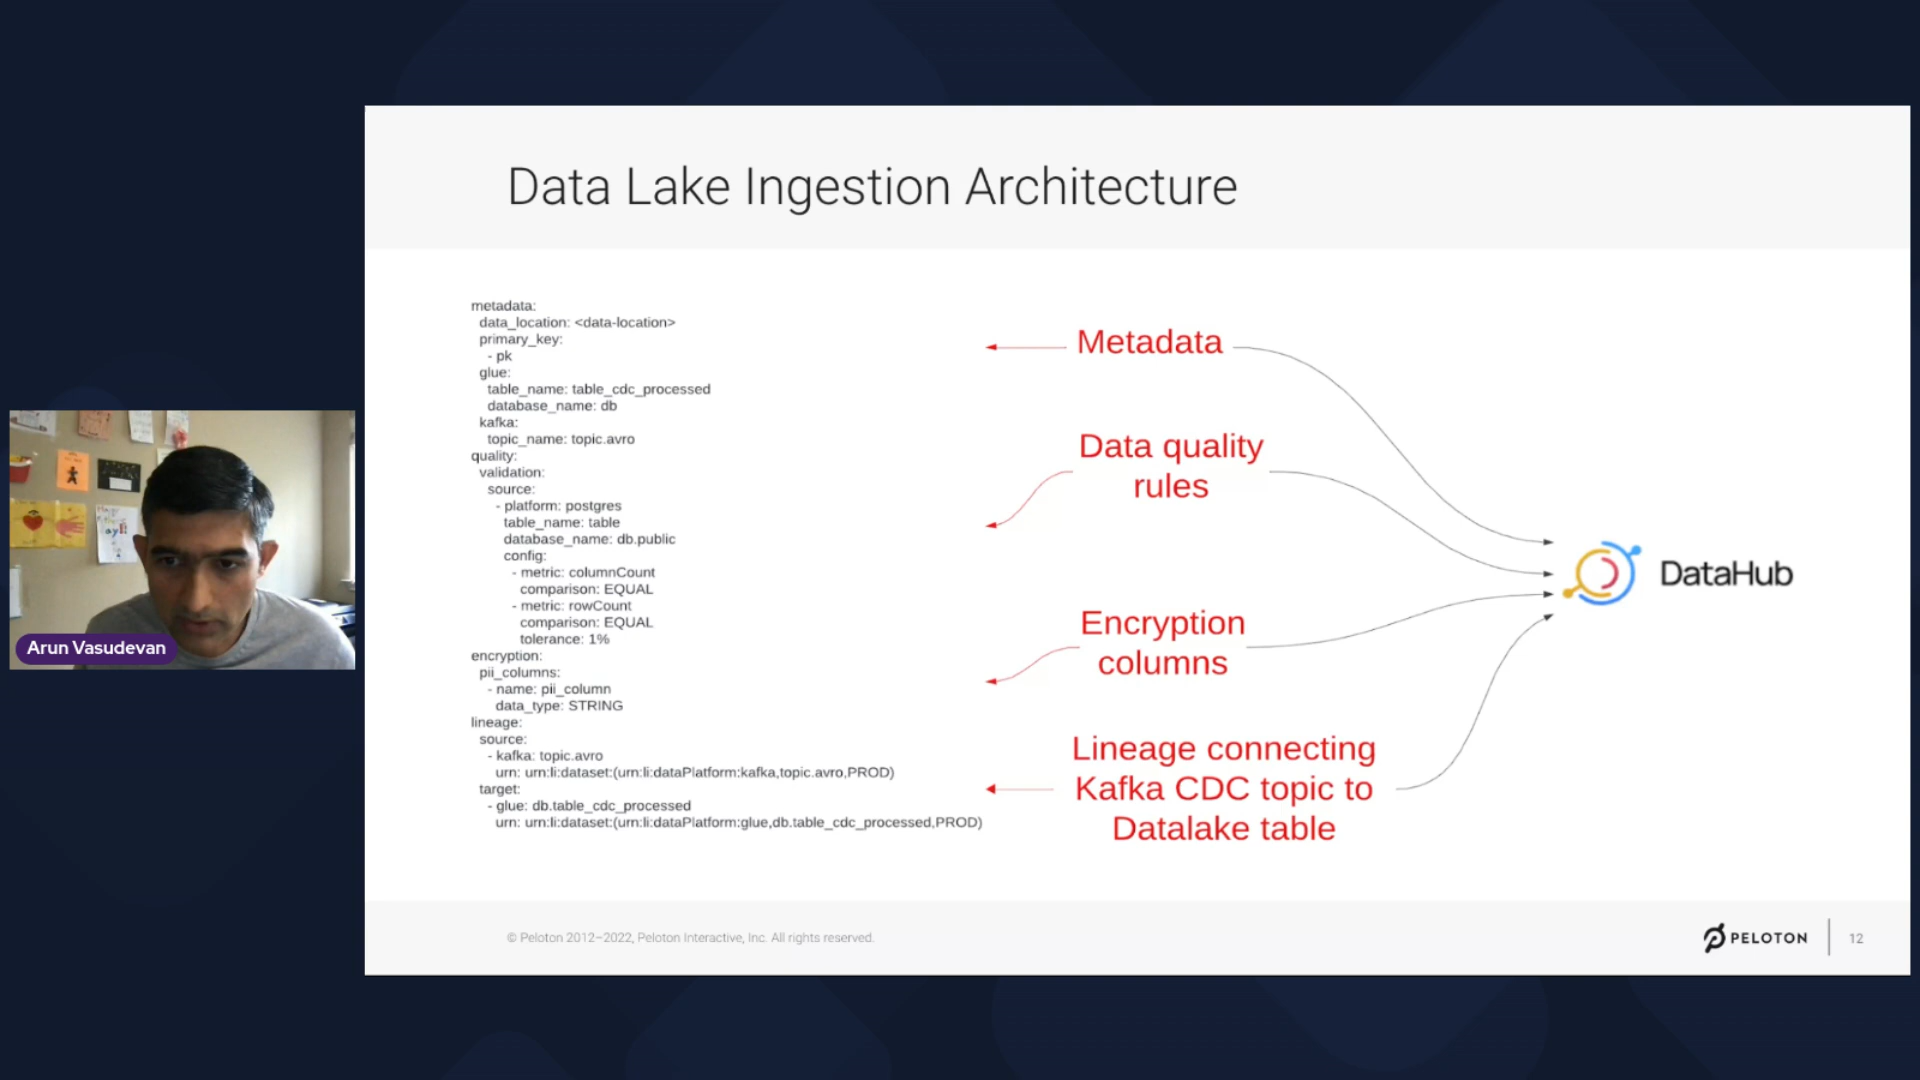 Data Lake Ingestion Architecture
metadata:
data_location: <data-location>
primary_key:
- pk
glue:
table_name: table_cdc_processed
database_name: db
kafka:
topic_name: topic.avro
quality:
validation:
source:
- platform: postgres
table_name: table
database_name: db.public
config:
- metric: columnCount
comparison: EQUAL
- metric: rowCount
comparison: EQUAL
tolerance: 1%
encryption:
pii_columns:
- name: pii_column
data_type: STRING
lineage:
source:
- kafka: topic.avro
urn: urn:li:dataset:(urn:li:dataPlatform:kafka,topic.avro,PROD)
target:
- glue: db.table_cdc_processed
urn: urn:li:dataset:(urn:li:dataPlatform:glue,db.table_cdc_processed,PROD)
Metadata
Data quality
rules
Encryption
columns
Lineage connecting
Kafka CDC topic to
Datalake table
DataHub
Arun Vasudevan
© Peloton 2012–2022, Peloton Interactive, Inc. All rights reserved.
PELOTON
12